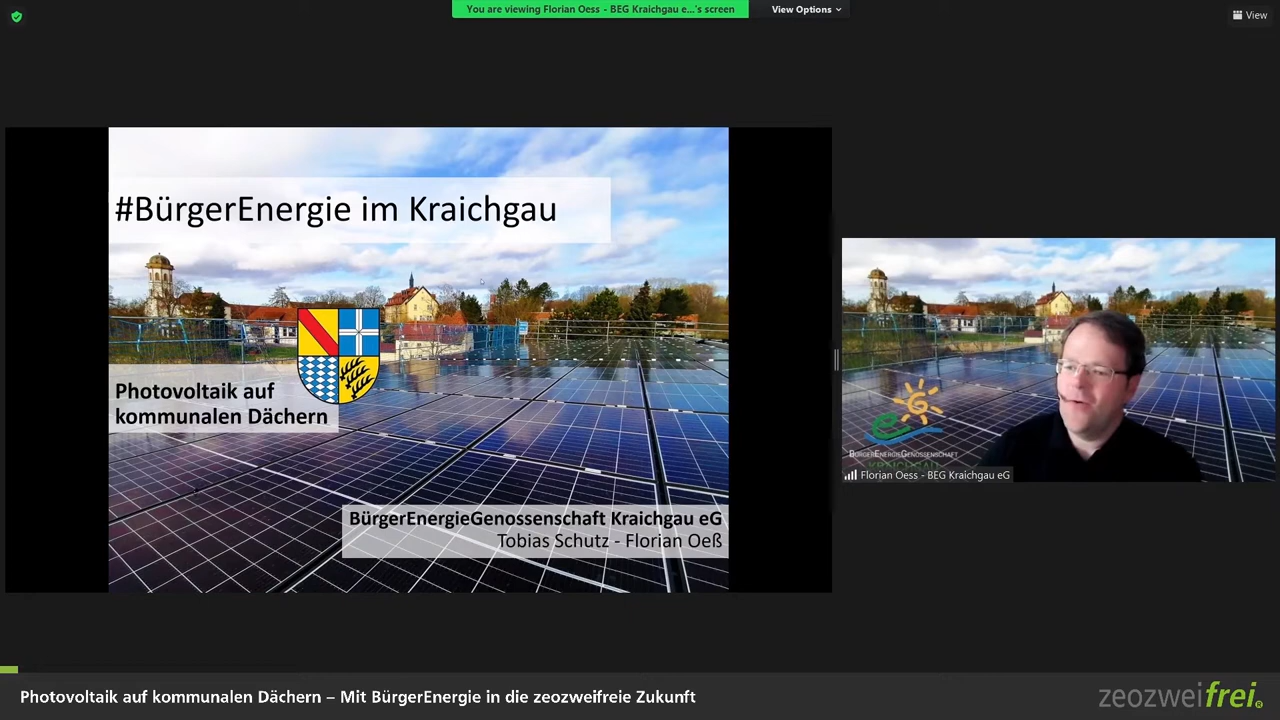 You are viewing Florian Oess - BEG Kraichgau e...'s screen
View Options
View
#BürgerEnergie im Kraichgau
Photovoltaik auf
kommunalen Dächern
BürgerEnergieGenossenschaft Kraichgau eG
Tobias Schutz - Florian Oeß
BÜRGERENERGIEGENOSSENSCHAFT
KRAICHGAU
Florian Oess - BEG Kraichgau eG
Photovoltaik auf kommunalen Dächern – Mit BürgerEnergie in die zeozweifreie Zukunft
zeozweifrei.